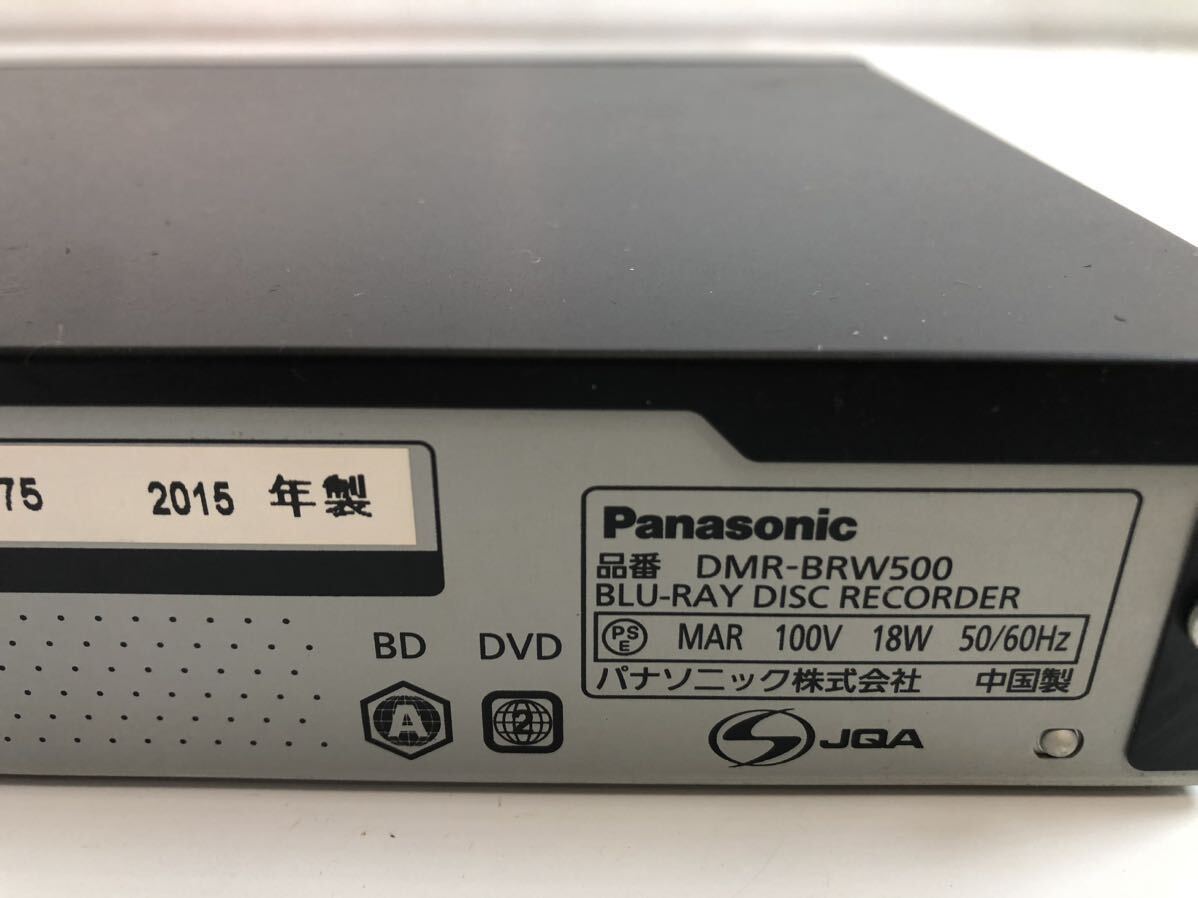 75 2015 年製
Panasonic
品番 DMR-BRW500
BLU-RAY DISC RECORDER
PSE MAR 100V 18W 50/60Hz
パナソニック株式会社 中国製
BD DVD
A 2
JQA